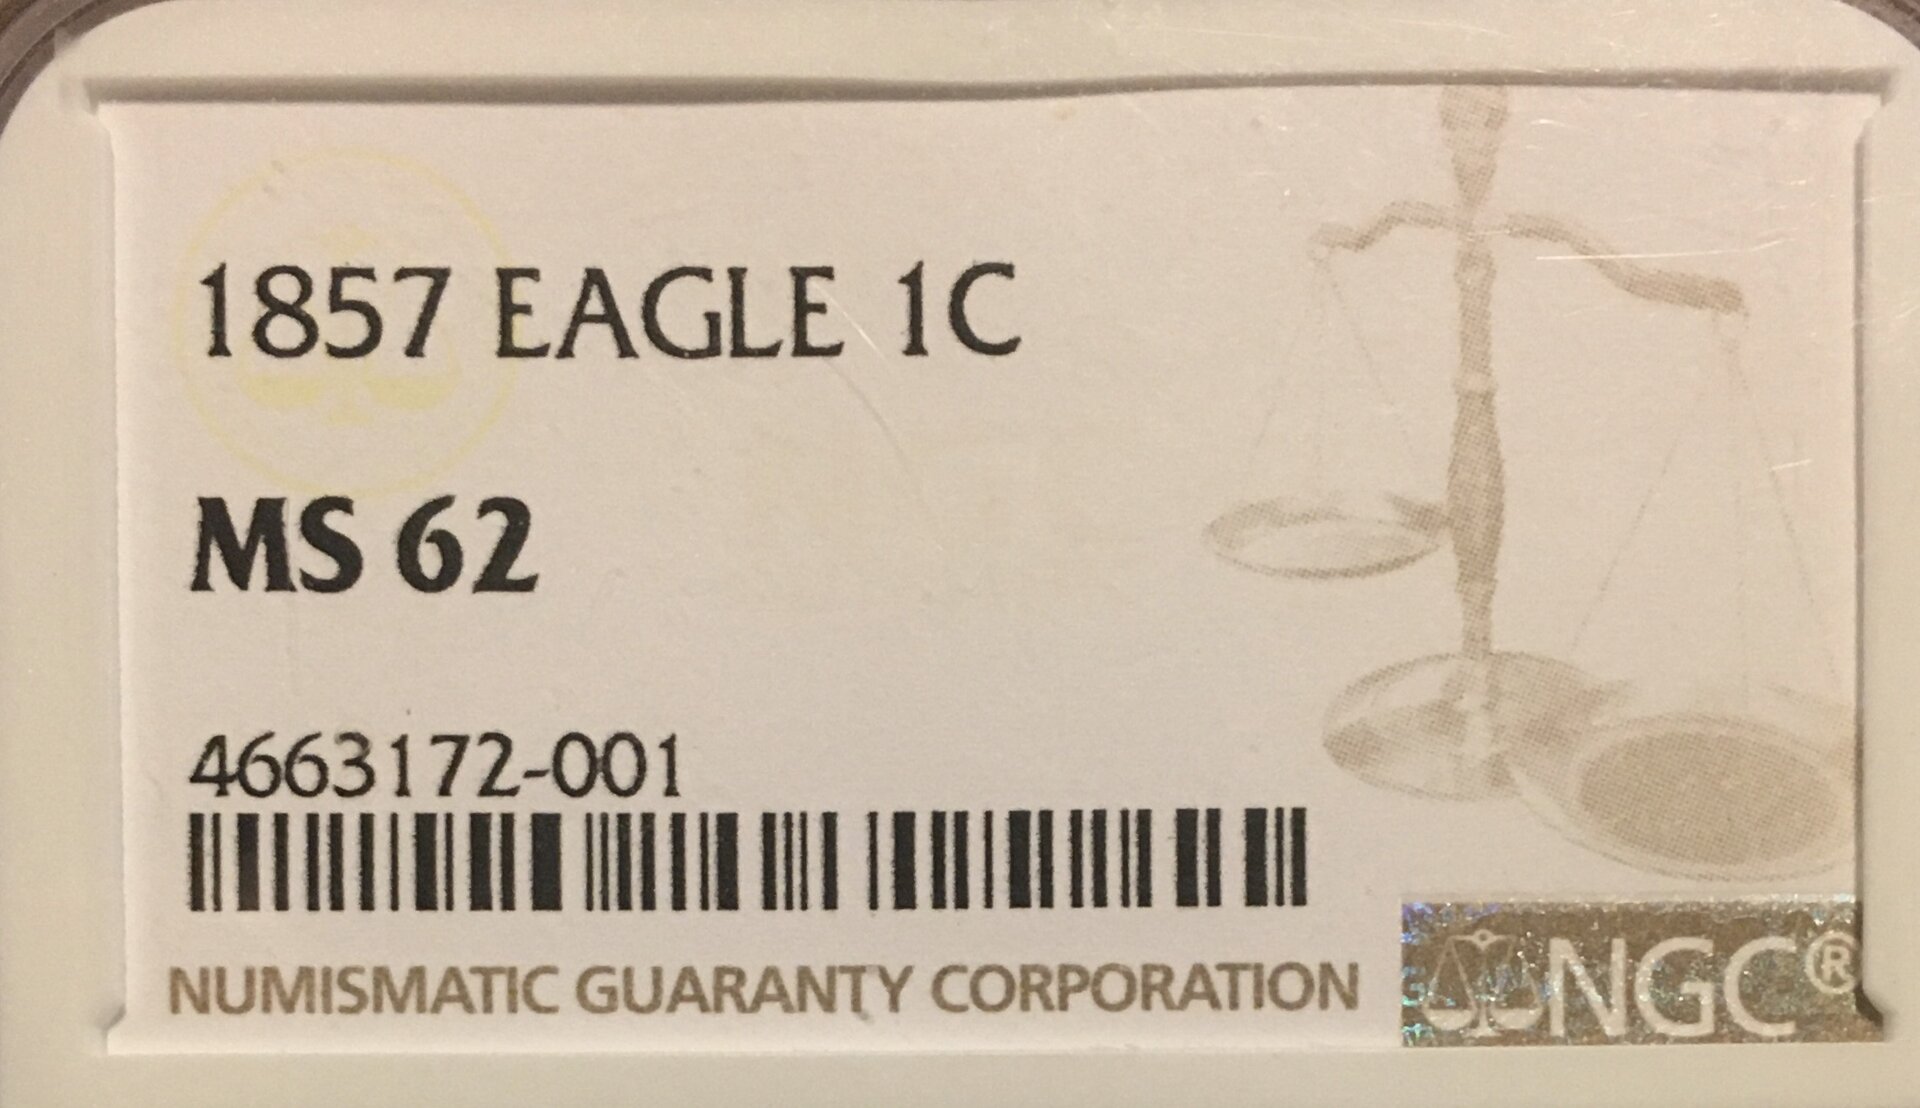 1857 EAGLE 1C
MS 62
4663172-001
NUMISMATIC GUARANTY CORPORATION
NGC®